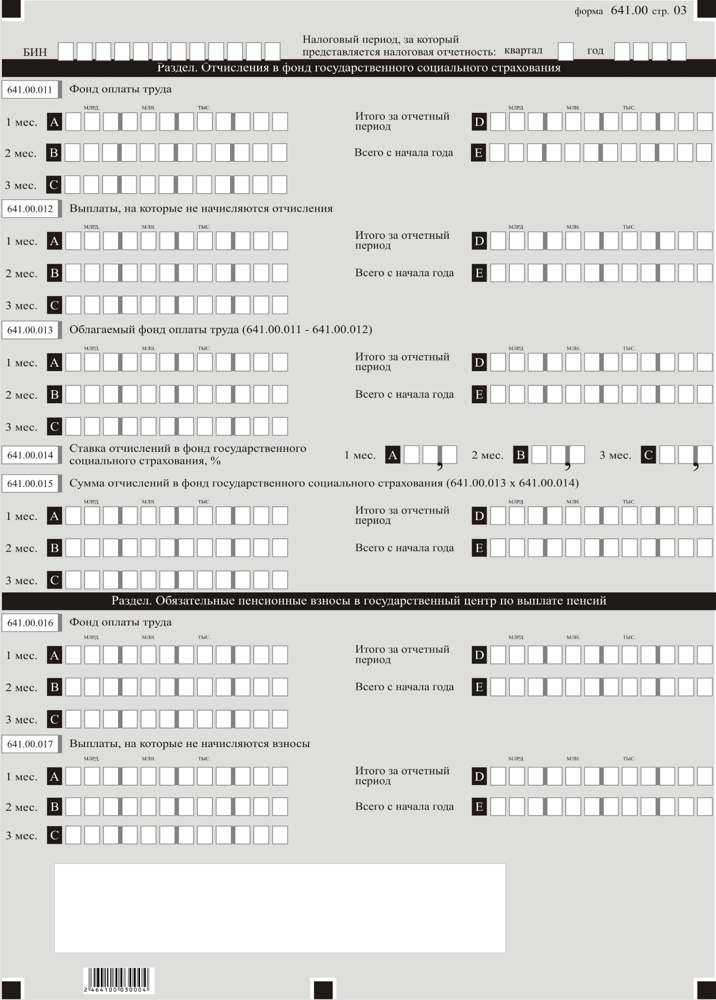 форма 641.00 стр. 03
Налоговый период, за который
БИН представляется налоговая отчетность: квартал год
Раздел. Отчисления в фонд государственного социального страхования
641.00.011 Фонд оплаты труда
МЛРД. МЛН. ТЫС. МЛРД. МЛН. ТЫС.
1 мес. A Итого за отчетный период D
2 мес. B Всего с начала года E
3 мес. C
641.00.012 Выплаты, на которые не начисляются отчисления
МЛРД. МЛН. ТЫС. МЛРД. МЛН. ТЫС.
1 мес. A Итого за отчетный период D
2 мес. B Всего с начала года E
3 мес. C
641.00.013 Облагаемый фонд оплаты труда (641.00.011 - 641.00.012)
МЛРД. МЛН. ТЫС. МЛРД. МЛН. ТЫС.
1 мес. A Итого за отчетный период D
2 мес. B Всего с начала года E
3 мес. C
641.00.014 Ставка отчислений в фонд государственного
социального страхования, % 1 мес. A , 2 мес. B , 3 мес. C ,
641.00.015 Сумма отчислений в фонд государственного социального страхования (641.00.013 х 641.00.014)
МЛРД. МЛН. ТЫС. МЛРД. МЛН. ТЫС.
1 мес. A Итого за отчетный период D
2 мес. B Всего с начала года E
3 мес. C
Раздел. Обязательные пенсионные взносы в государственный центр по выплате пенсий
641.00.016 Фонд оплаты труда
МЛРД. МЛН. ТЫС. МЛРД. МЛН. ТЫС.
1 мес. A Итого за отчетный период D
2 мес. B Всего с начала года E
3 мес. C
641.00.017 Выплаты, на которые не начисляются взносы
МЛРД. МЛН. ТЫС. МЛРД. МЛН. ТЫС.
1 мес. A Итого за отчетный период D
2 мес. B Всего с начала года E
3 мес. C
2 464100 030004